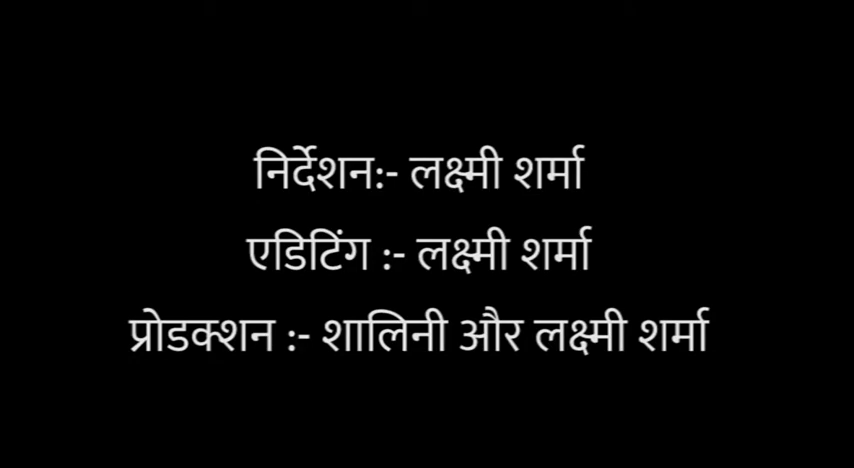 निर्देशन:- लक्ष्मी शर्मा
एडिटिंग :- लक्ष्मी शर्मा
प्रोडक्शन :- शालिनी और लक्ष्मी शर्मा